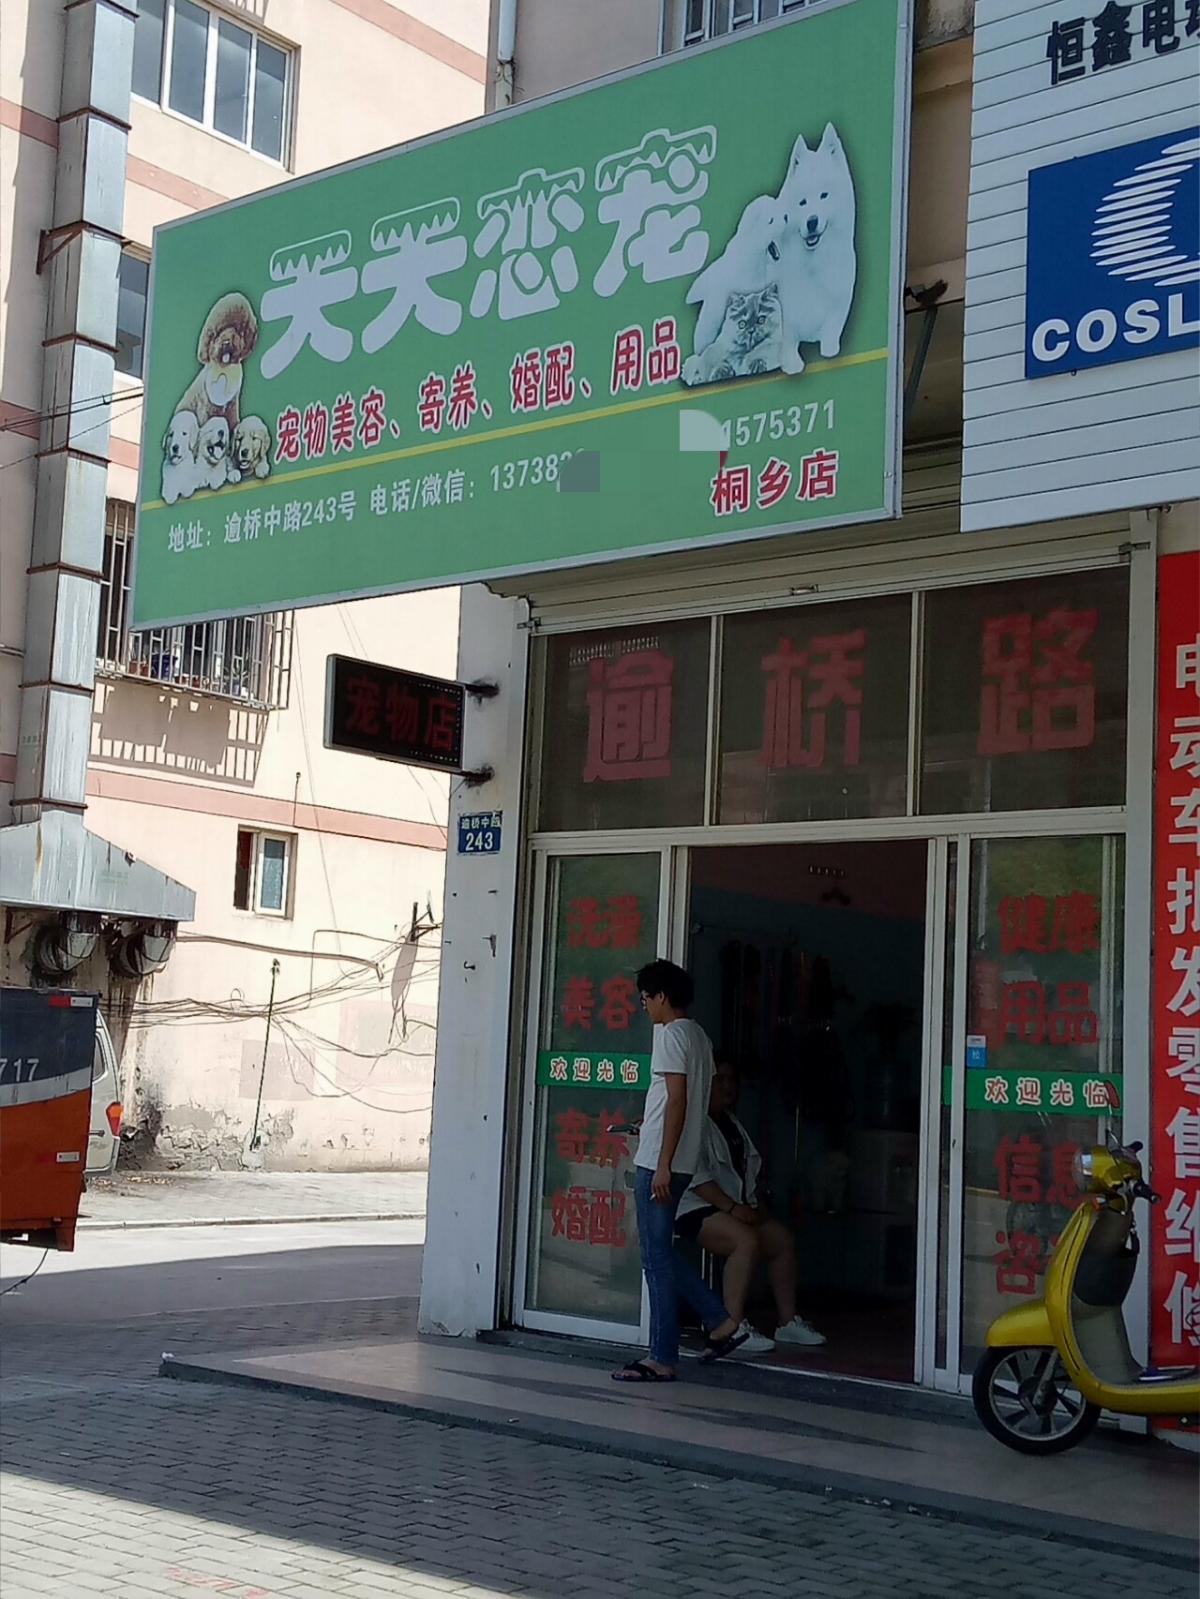 恒鑫电动
天天恋宠
宠物美容、寄养、婚配、用品
1575371
地址：逾桥中路243号 电话/微信：13738
桐乡店
COSL
逾桥路
宠物店
逾桥中路
243
洗澡
美容
欢迎光临
寄养
婚配
健康
用品
欢迎光临
信息
咨
电动车批发零售维修
717